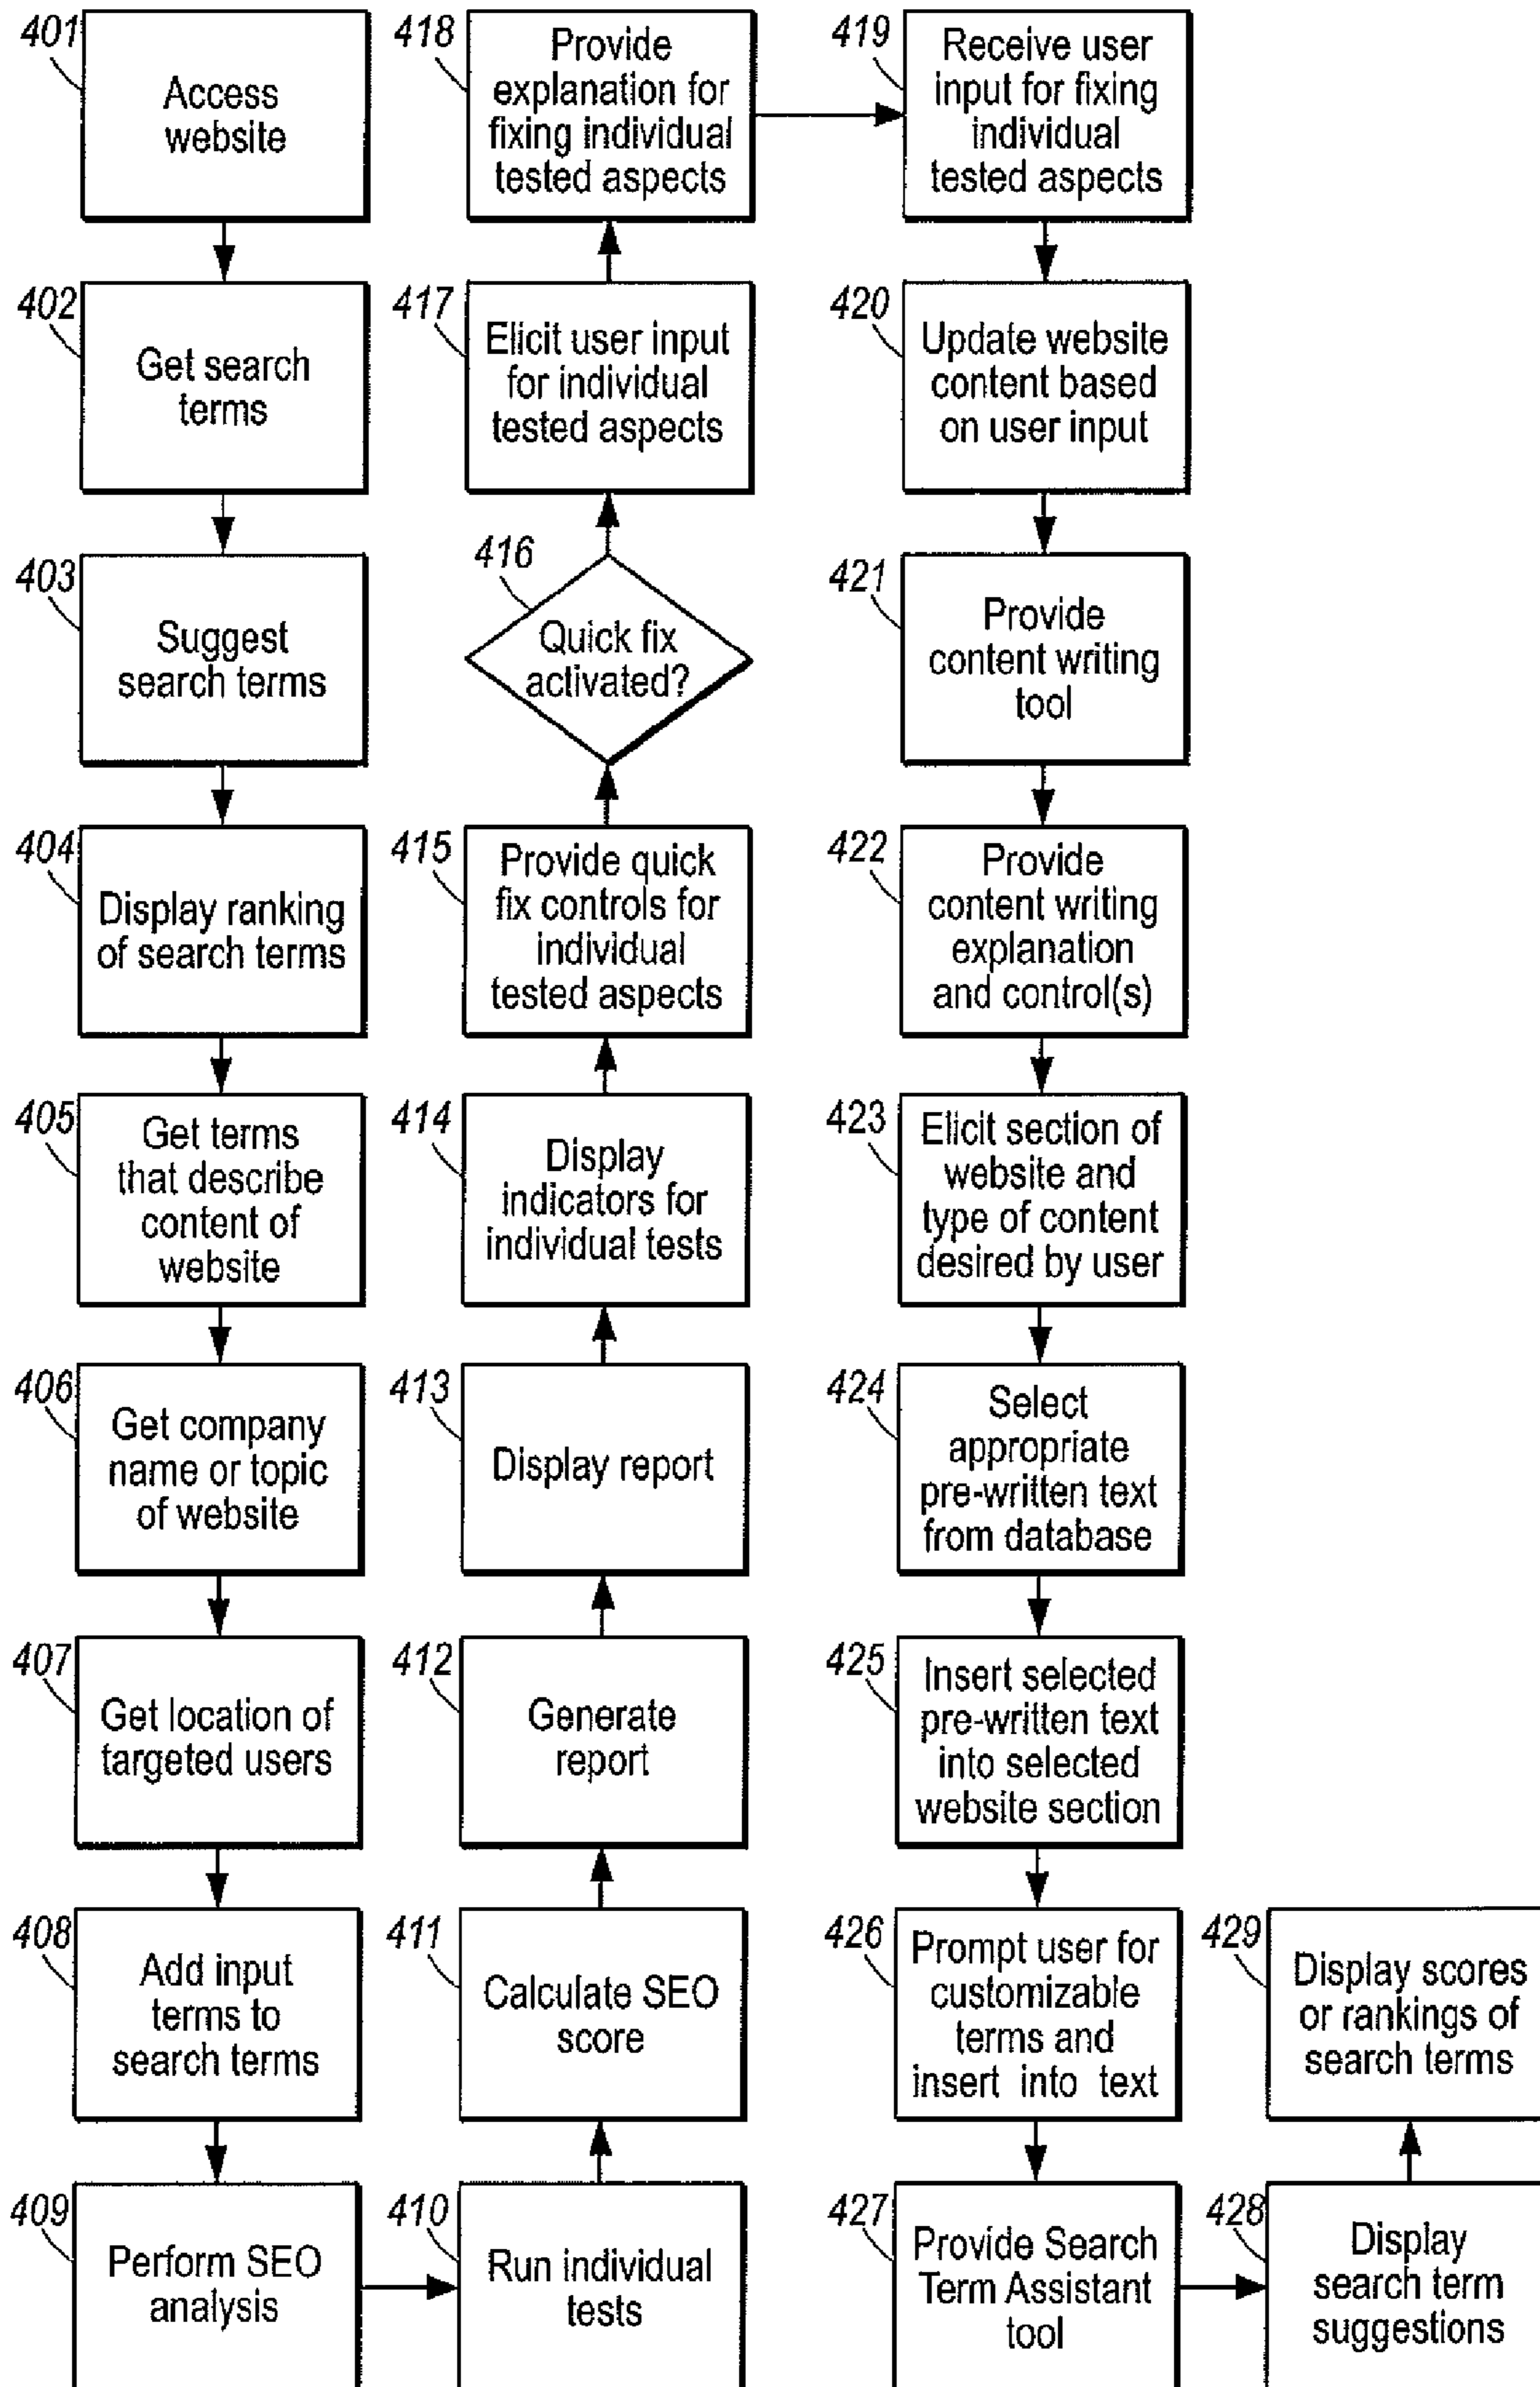 401
Access
website
402
Get search
terms
403
Suggest
search terms
404
Display ranking
of search terms
405
Get terms
that describe
content of
website
406
Get company
name or topic
of website
407
Get location of
targeted users
408
Add input
terms to
search terms
409
Perform SEO
analysis
410
Run individual
tests
411
Calculate SEO
score
412
Generate
report
413
Display report
414
Display
indicators for
individual tests
415
Provide quick
fix controls for
individual
tested aspects
416
Quick fix
activated?
417
Elicit user input
for individual
tested aspects
418
Provide
explanation for
fixing individual
tested aspects
419
Receive user
input for fixing
individual
tested aspects
420
Update website
content based
on user input
421
Provide
content writing
tool
422
Provide
content writing
explanation
and control(s)
423
Elicit section of
website and
type of content
desired by user
424
Select
appropriate
pre-written text
from database
425
Insert selected
pre-written text
into selected
website section
426
Prompt user for
customizable
terms and
insert into text
427
Provide Search
Term Assistant
tool
428
Display
search term
suggestions
429
Display scores
or rankings of
search terms